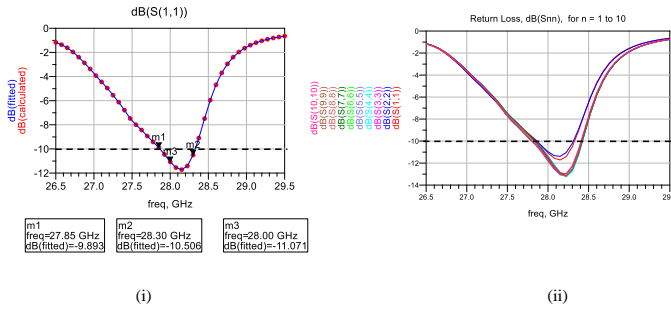 dB(S(1,1))
dB(fitted)
dB(calculated)
0
-2
-4
-6
-8
-10
-12
m1
m2
m3
26.5 27.0 27.5 28.0 28.5 29.0 29.5
freq, GHz
m1
freq=27.85 GHz
dB(fitted)=-9.893
m2
freq=28.30 GHz
dB(fitted)=-10.506
m3
freq=28.00 GHz
dB(fitted)=-11.071
(i)
Return Loss, dB(Snn), for n = 1 to 10
dB(S(10,10))
dB(S(9,9))
dB(S(8,8))
dB(S(7,7))
dB(S(6,6))
dB(S(5,5))
dB(S(4,4))
dB(S(3,3))
dB(S(2,2))
dB(S(1,1))
0
-2
-4
-6
-8
-10
-12
-14
26.5 27.0 27.5 28.0 28.5 29.0
freq, GHz
(ii)